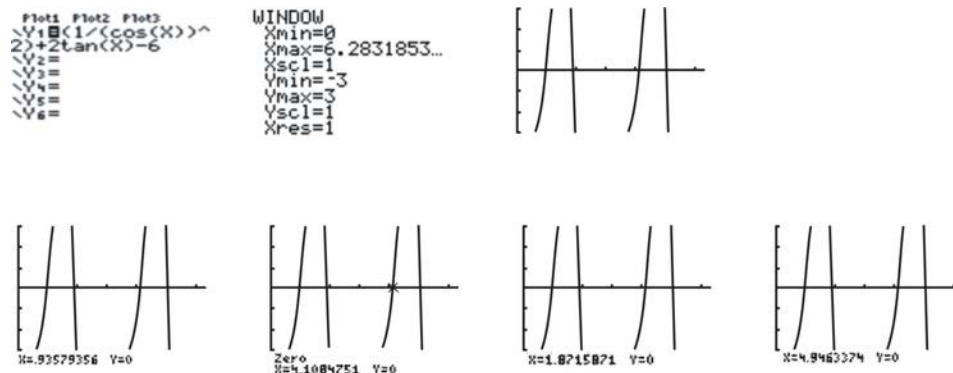 Plot1 Plot2 Plot3
\Y1=(1/(cos(X))^
2)+2tan(X)-6
\Y2=
\Y3=
\Y4=
\Y5=
\Y6=
WINDOW
Xmin=0
Xmax=6.2831853…
Xscl=1
Ymin=-3
Ymax=3
Yscl=1
Xres=1
X=.93579356 Y=0
Zero
X=4.1084751 Y=0
X=1.8715871 Y=0
X=4.9463374 Y=0